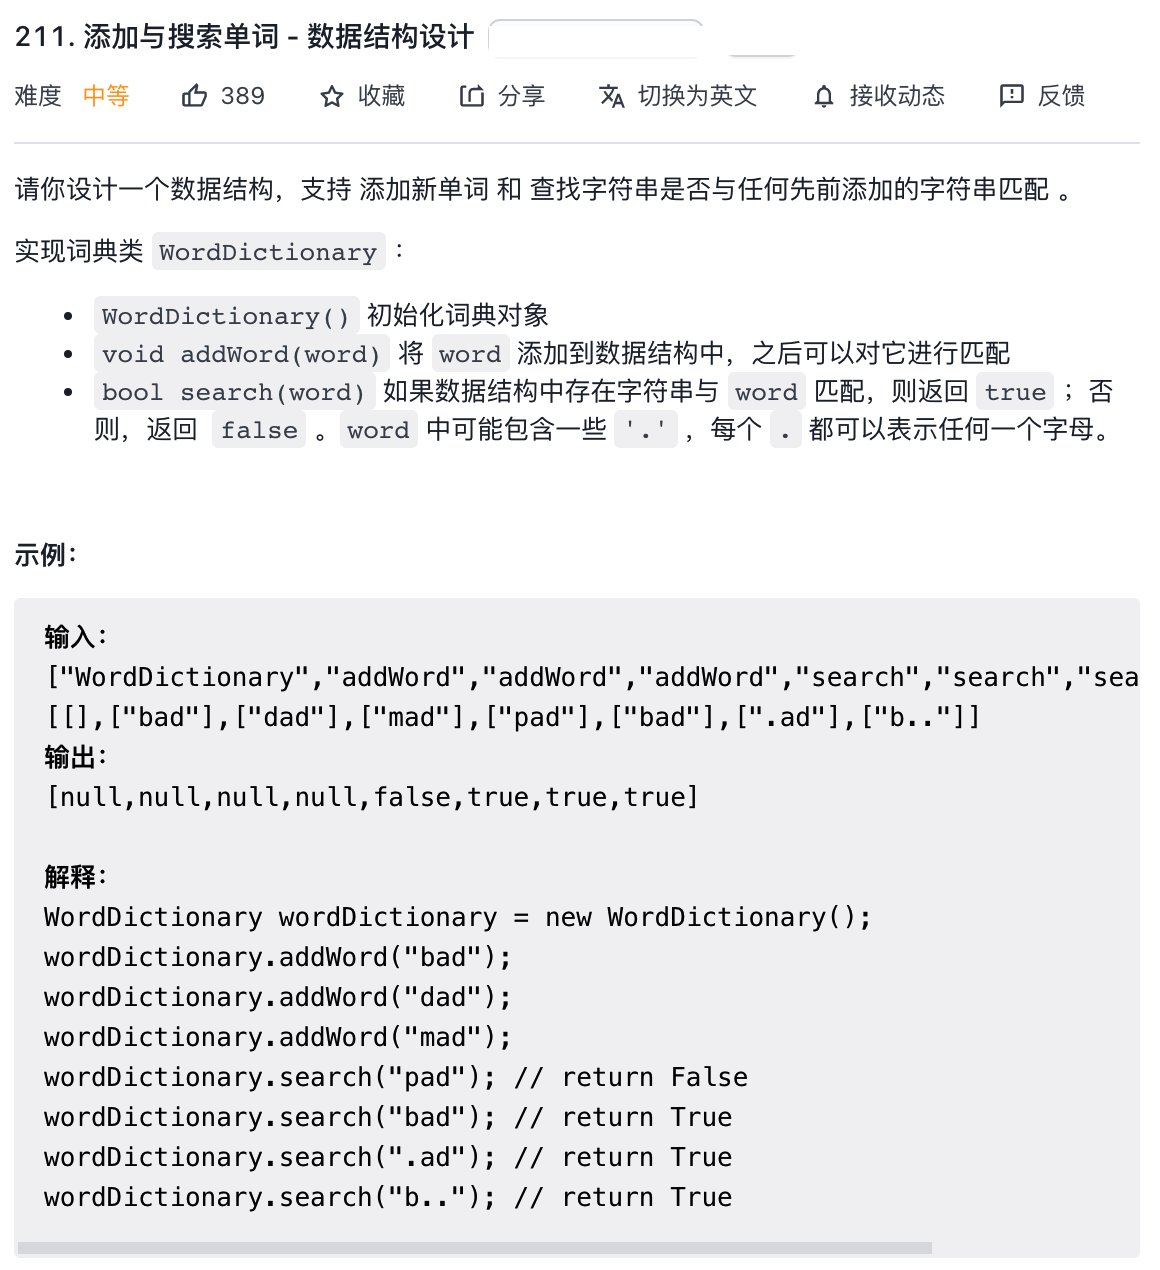 211. 添加与搜索单词 - 数据结构设计
难度 中等 389 收藏 分享 切换为英文 接收动态 反馈
请你设计一个数据结构，支持 添加新单词 和 查找字符串是否与任何先前添加的字符串匹配 。
实现词典类 WordDictionary ：
• WordDictionary() 初始化词典对象
• void addWord(word) 将 word 添加到数据结构中，之后可以对它进行匹配
• bool search(word) 如果数据结构中存在字符串与 word 匹配，则返回 true ；否
则，返回 false 。word 中可能包含一些 '.' ，每个 . 都可以表示任何一个字母。
示例：
输入：
["WordDictionary","addWord","addWord","addWord","search","search","sea
[[],["bad"],["dad"],["mad"],["pad"],["bad"],[".ad"],["b.."]]
输出：
[null,null,null,null,false,true,true,true]
解释：
WordDictionary wordDictionary = new WordDictionary();
wordDictionary.addWord("bad");
wordDictionary.addWord("dad");
wordDictionary.addWord("mad");
wordDictionary.search("pad"); // return False
wordDictionary.search("bad"); // return True
wordDictionary.search(".ad"); // return True
wordDictionary.search("b.."); // return True